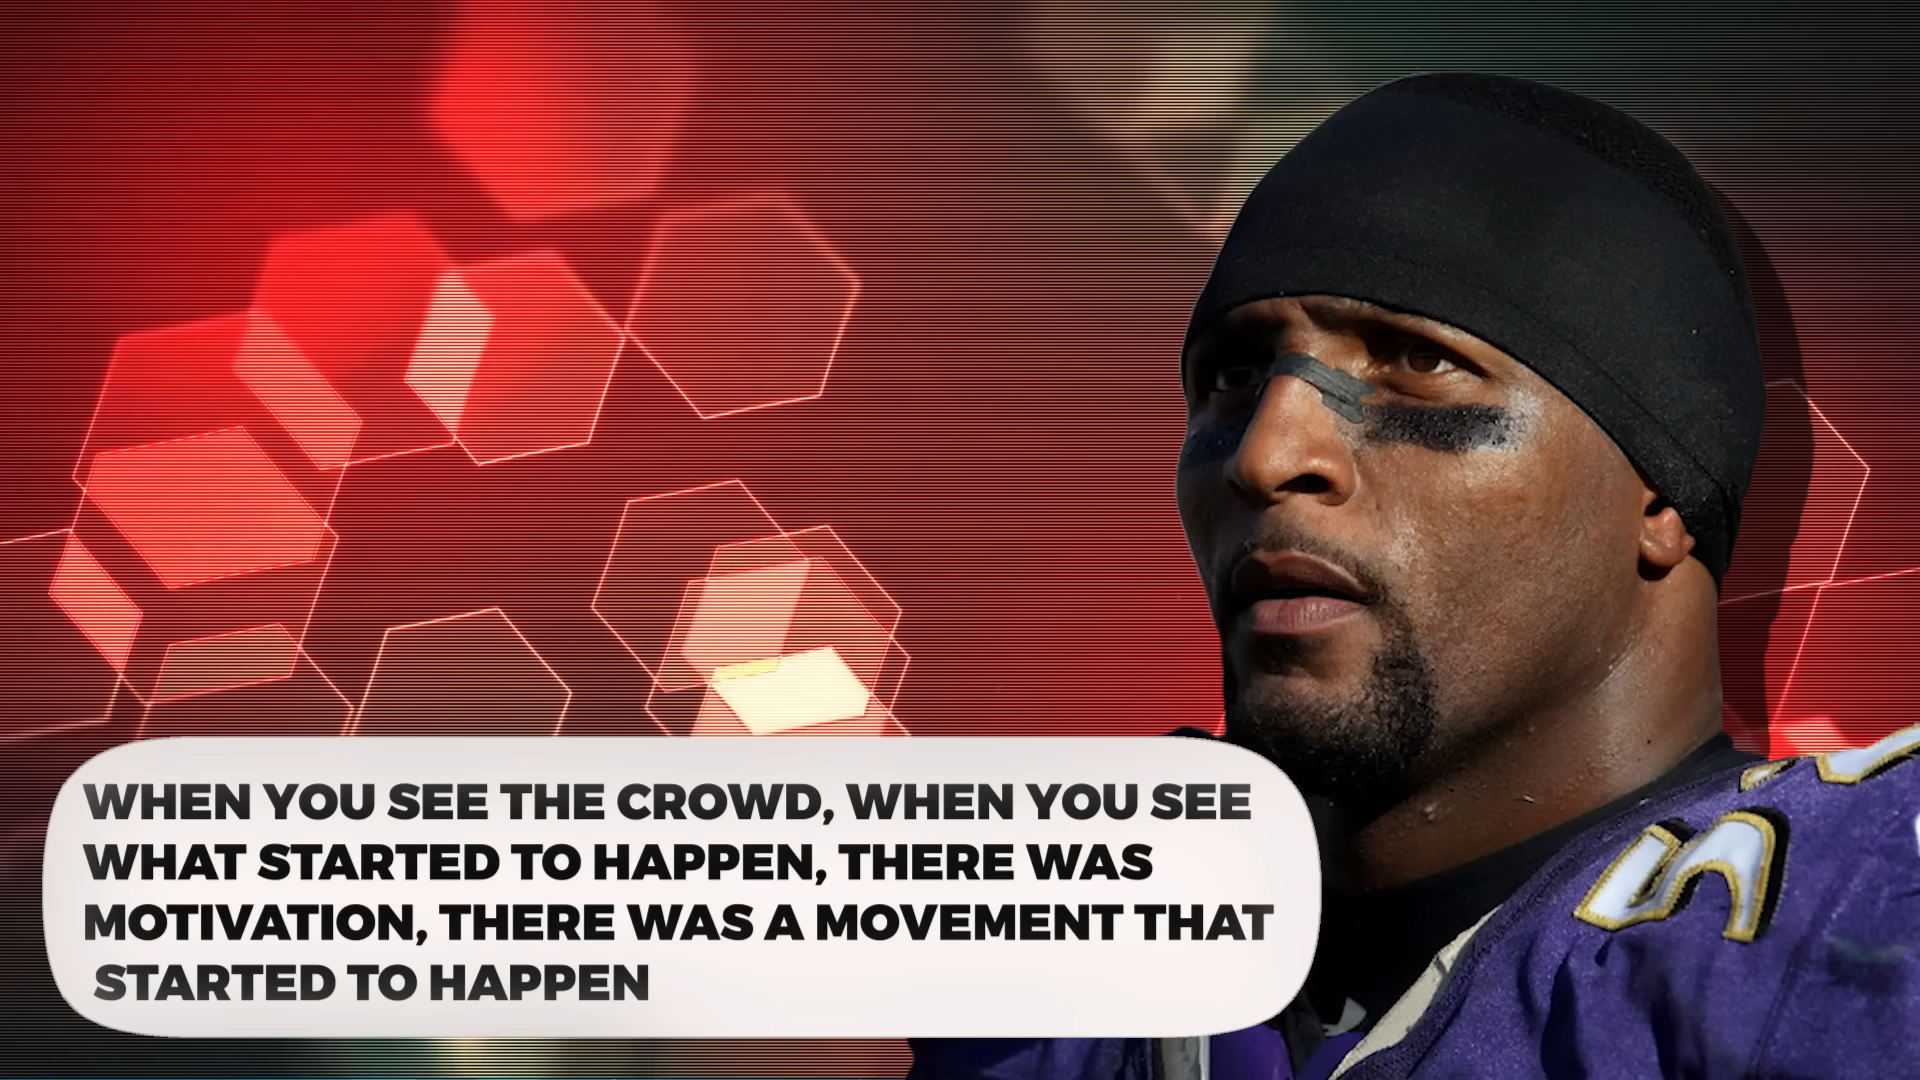 WHEN YOU SEE THE CROWD, WHEN YOU SEE
WHAT STARTED TO HAPPEN, THERE WAS
MOTIVATION, THERE WAS A MOVEMENT THAT
STARTED TO HAPPEN
5